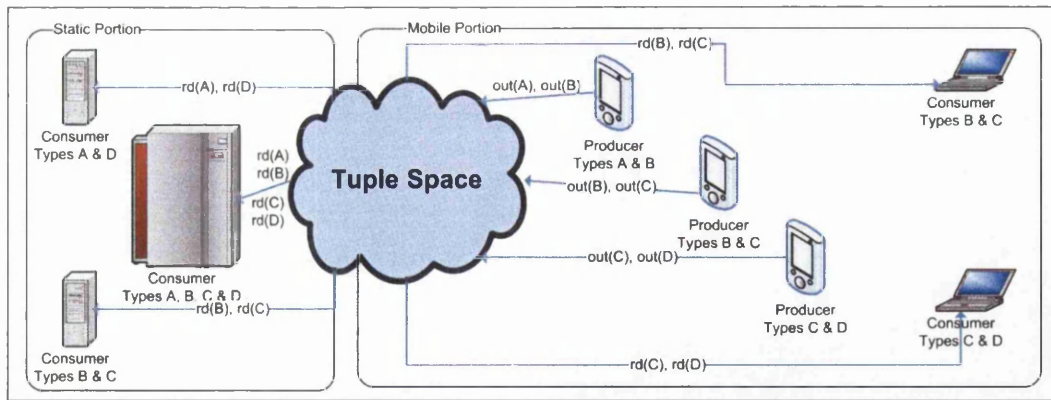 Static Portion
Mobile Portion
rd(A), rd(D)
Consumer
Types A & D
rd(A)
rd(B)
rd(C)
rd(D)
Consumer
Types A, B, C & D
rd(B), rd(C)
Consumer
Types B & C
Tuple Space
rd(B), rd(C)
out(A), out(B)
Producer
Types A & B
out(B), out(C)
Producer
Types B & C
out(C), out(D)
Producer
Types C & D
Consumer
Types B & C
Consumer
Types C & D
rd(C), rd(D)